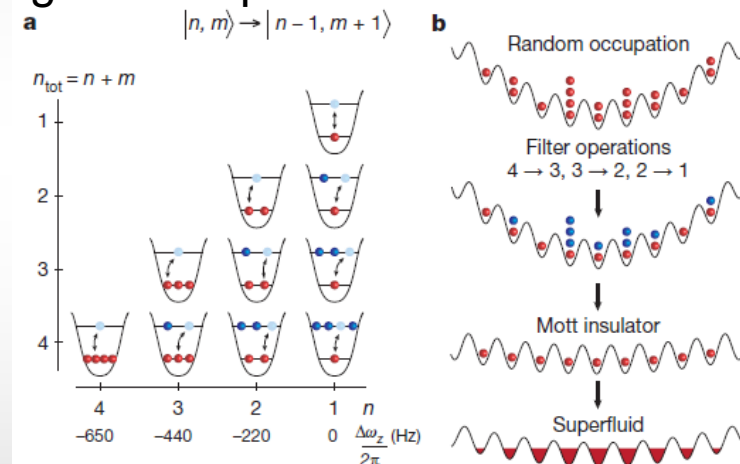 a
|n, m⟩ → | n − 1, m + 1⟩
n_tot = n + m
1
2
3
4
4 3 2 1 n
−650 −440 −220 0 Δω_z/2π (Hz)
b
Random occupation
Filter operations
4 → 3, 3 → 2, 2 → 1
Mott insulator
Superfluid